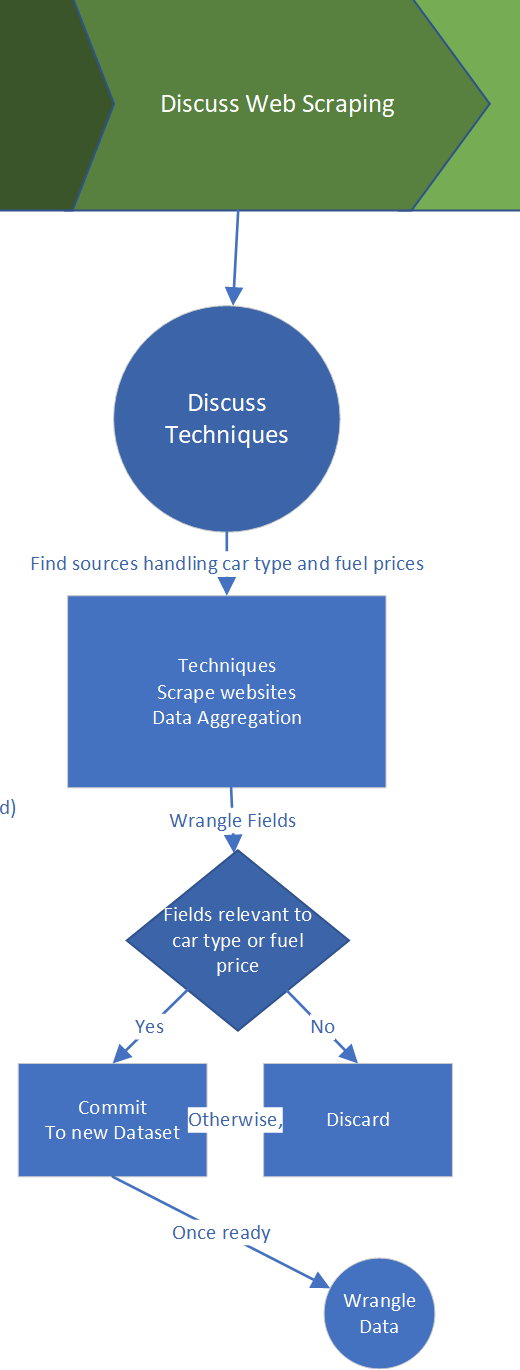 Discuss Web Scraping
Discuss
Techniques
Find sources handling car type and fuel prices
Techniques
Scrape websites
Data Aggregation
d)
Wrangle Fields
Fields relevant to
car type or fuel
price
Yes
No
Commit
To new Dataset
Otherwise,
Discard
Once ready
Wrangle
Data